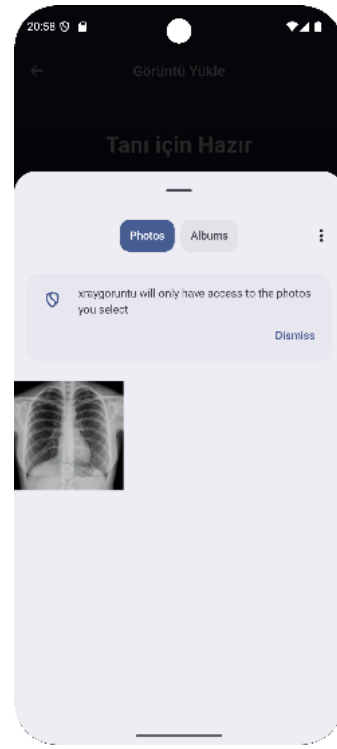 20:58
Görüntü Yükle
Tanı için Hazır
Photos
Albums
xraygoruntu will only have access to the photos
you select
Dismiss